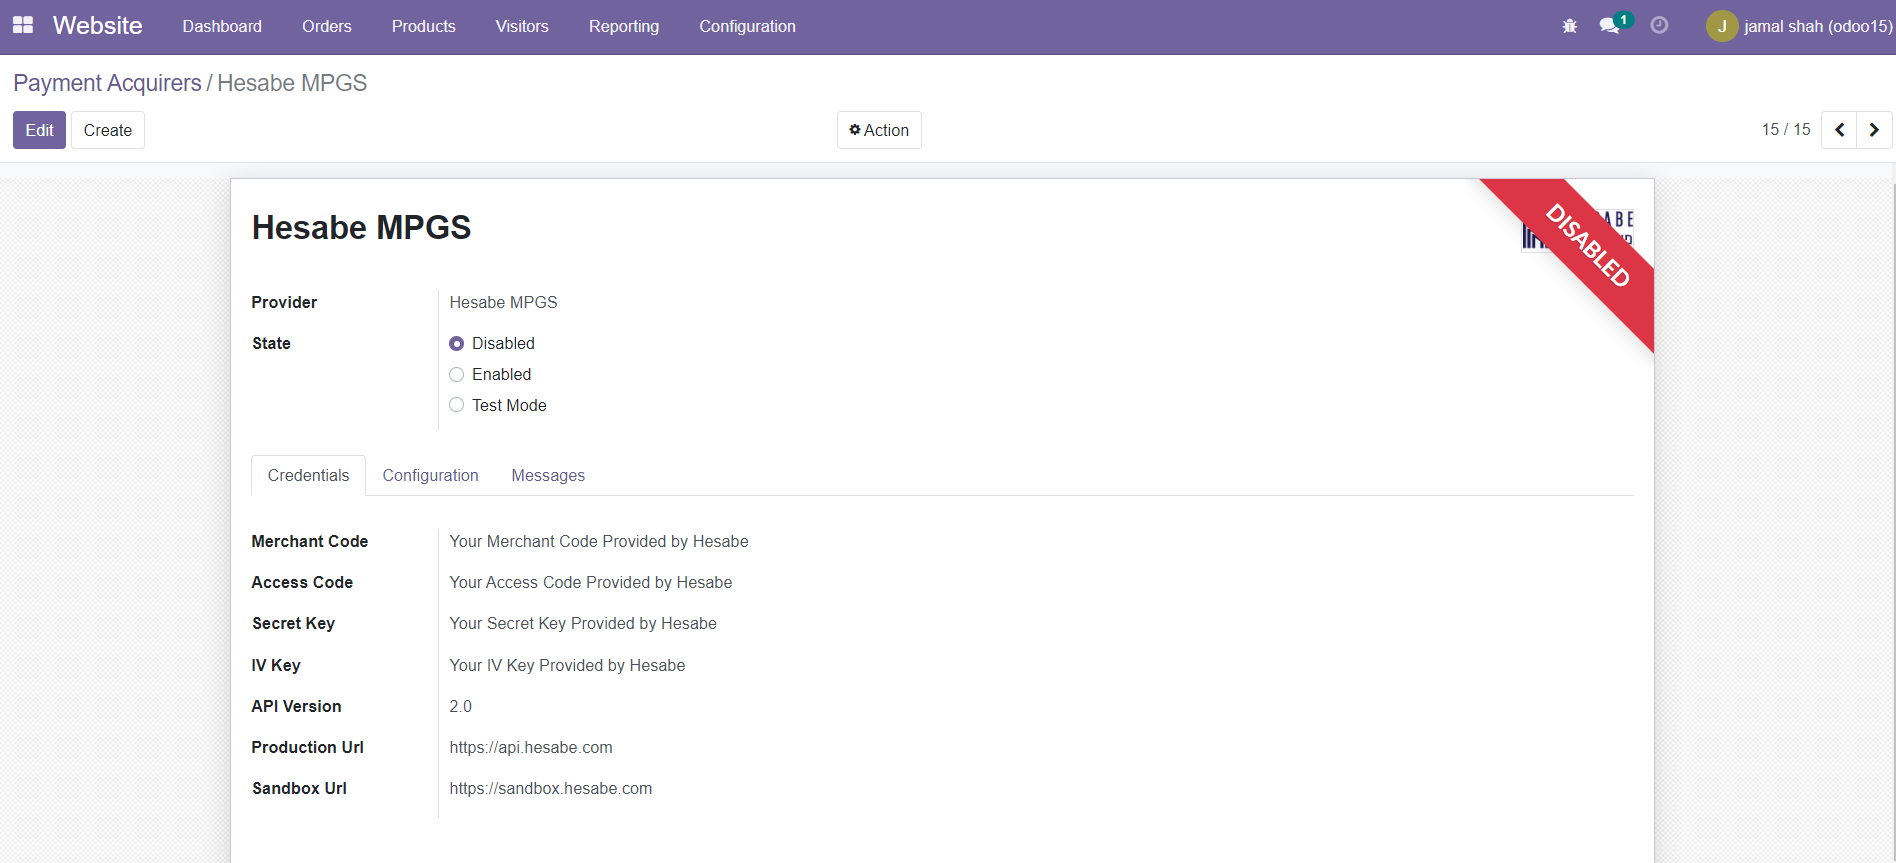 Website Dashboard Orders Products Visitors Reporting Configuration 1 J jamal shah (odoo15)
Payment Acquirers / Hesabe MPGS
Edit Create Action 15 / 15
Hesabe MPGS
DISABLED
Provider Hesabe MPGS
State Disabled
Enabled
Test Mode
Credentials Configuration Messages
Merchant Code Your Merchant Code Provided by Hesabe
Access Code Your Access Code Provided by Hesabe
Secret Key Your Secret Key Provided by Hesabe
IV Key Your IV Key Provided by Hesabe
API Version 2.0
Production Url https://api.hesabe.com
Sandbox Url https://sandbox.hesabe.com